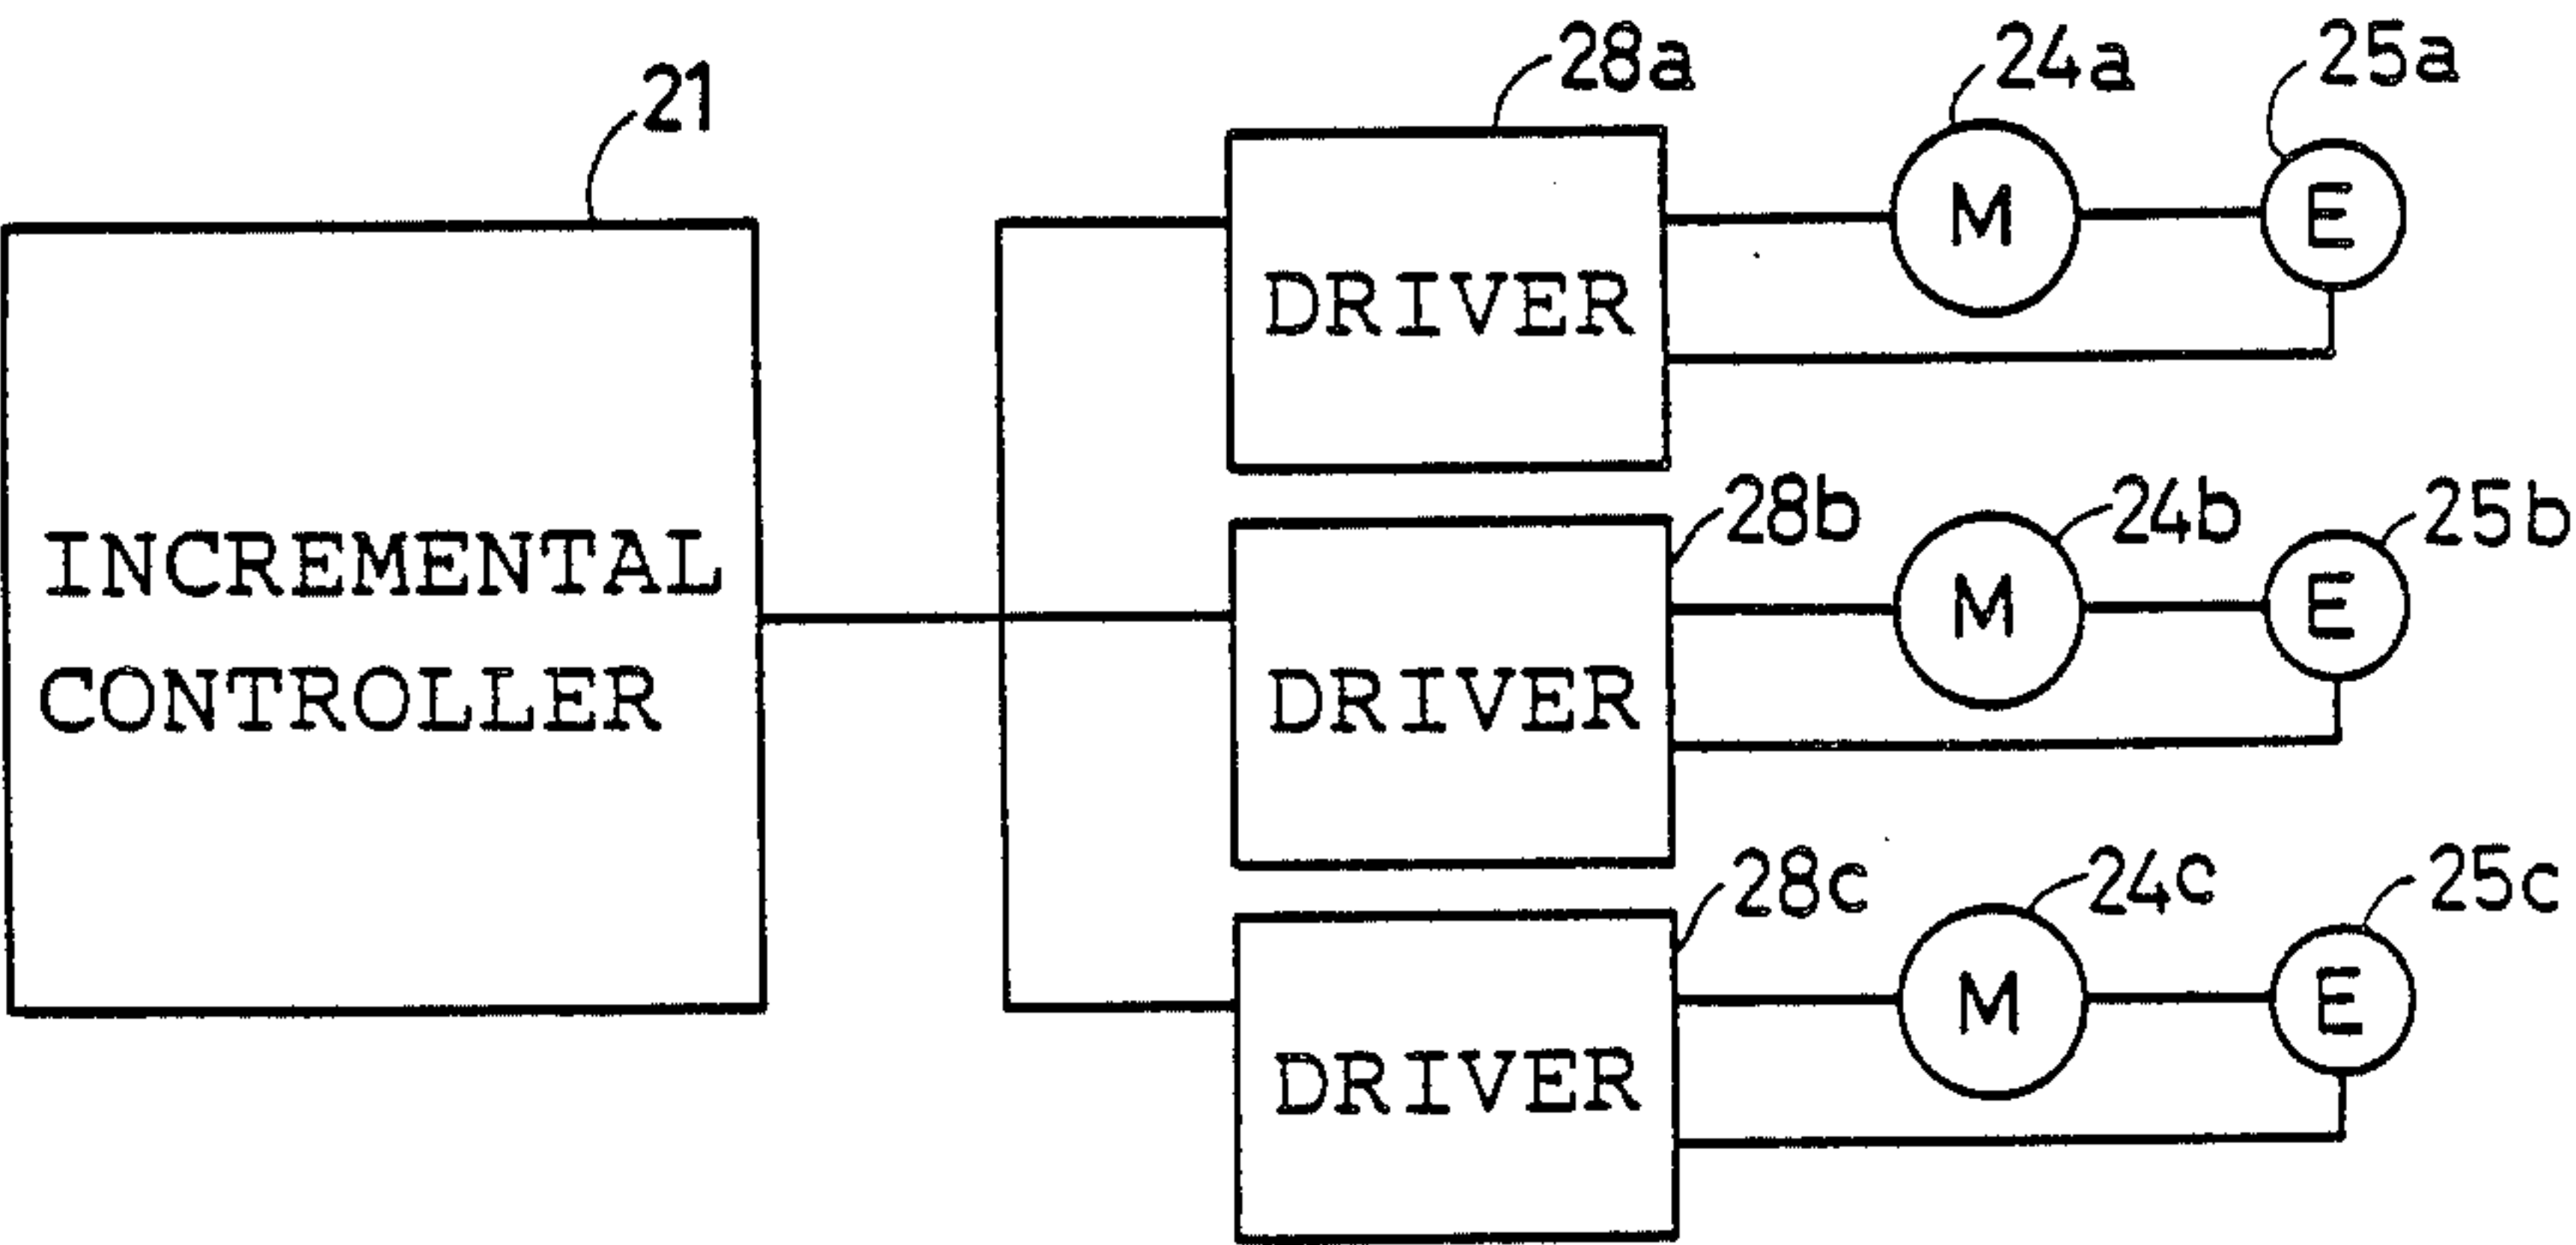 21
28a
24a
25a
M
E
DRIVER
INCREMENTAL
CONTROLLER
28b
24b
25b
M
E
DRIVER
28c
24c
25c
M
E
DRIVER